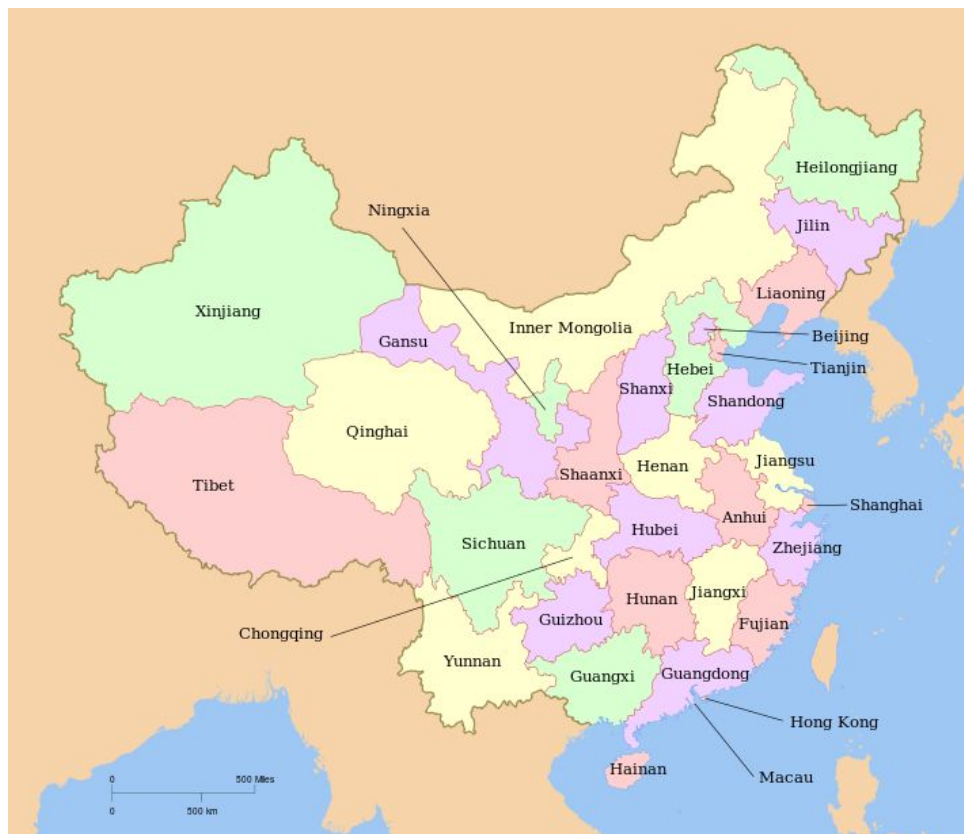 Heilongjiang
Ningxia
Jilin
Liaoning
Xinjiang
Inner Mongolia
Gansu
Beijing
Hebei
Tianjin
Shanxi
Shandong
Qinghai
Jiangsu
Henan
Shaanxi
Tibet
Shanghai
Anhui
Hubei
Sichuan
Zhejiang
Jiangxi
Hunan
Guizhou
Fujian
Chongqing
Yunnan
Guangdong
Guangxi
Hong Kong
Hainan
Macau
0 500 Miles
0 500 km